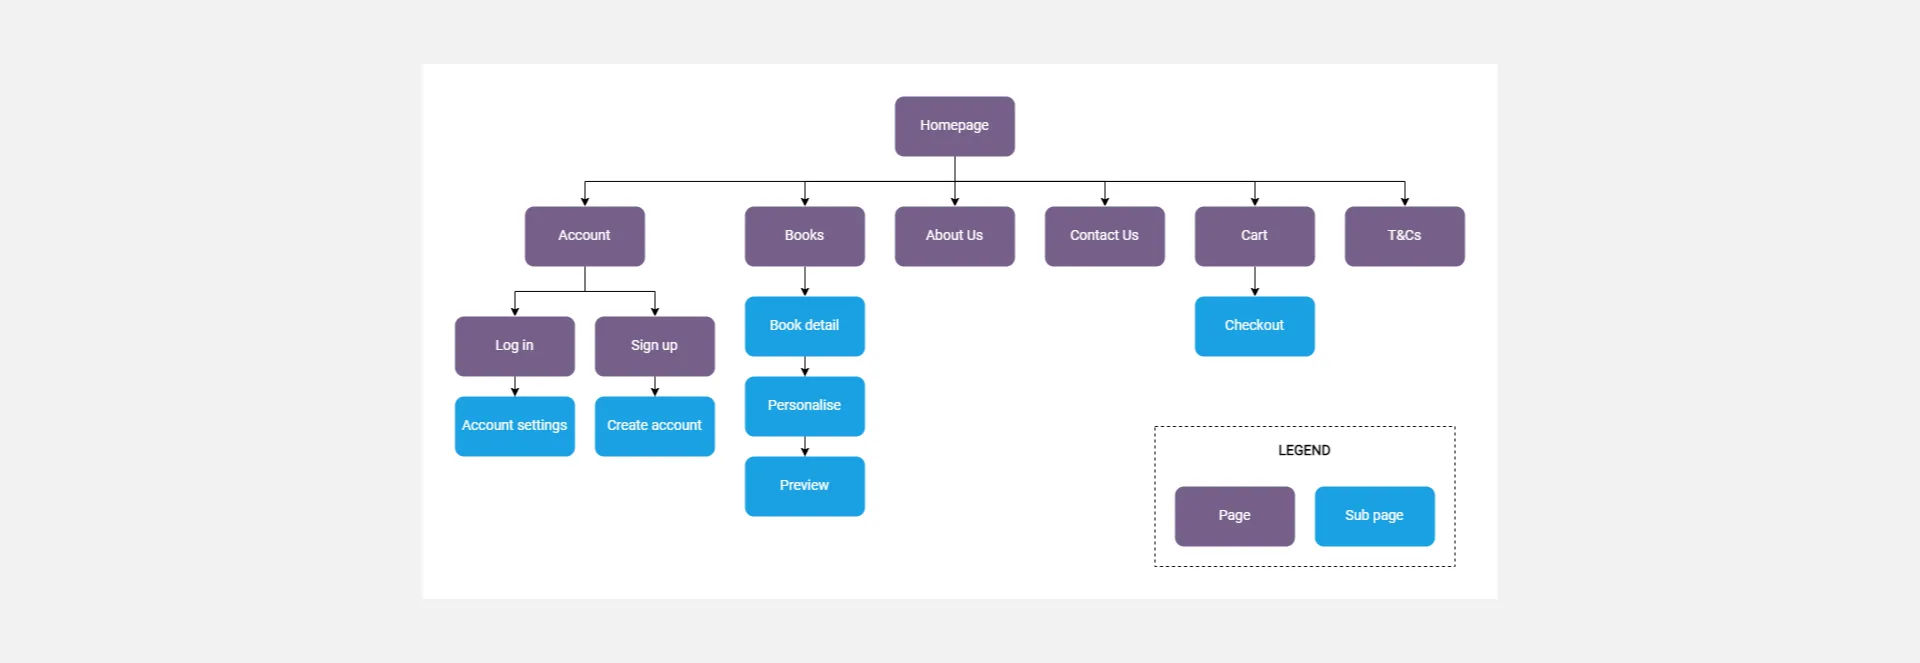 Homepage
Account
Books
About Us
Contact Us
Cart
T&Cs
Log in
Sign up
Book detail
Checkout
Account settings
Create account
Personalise
Preview
LEGEND
Page
Sub page